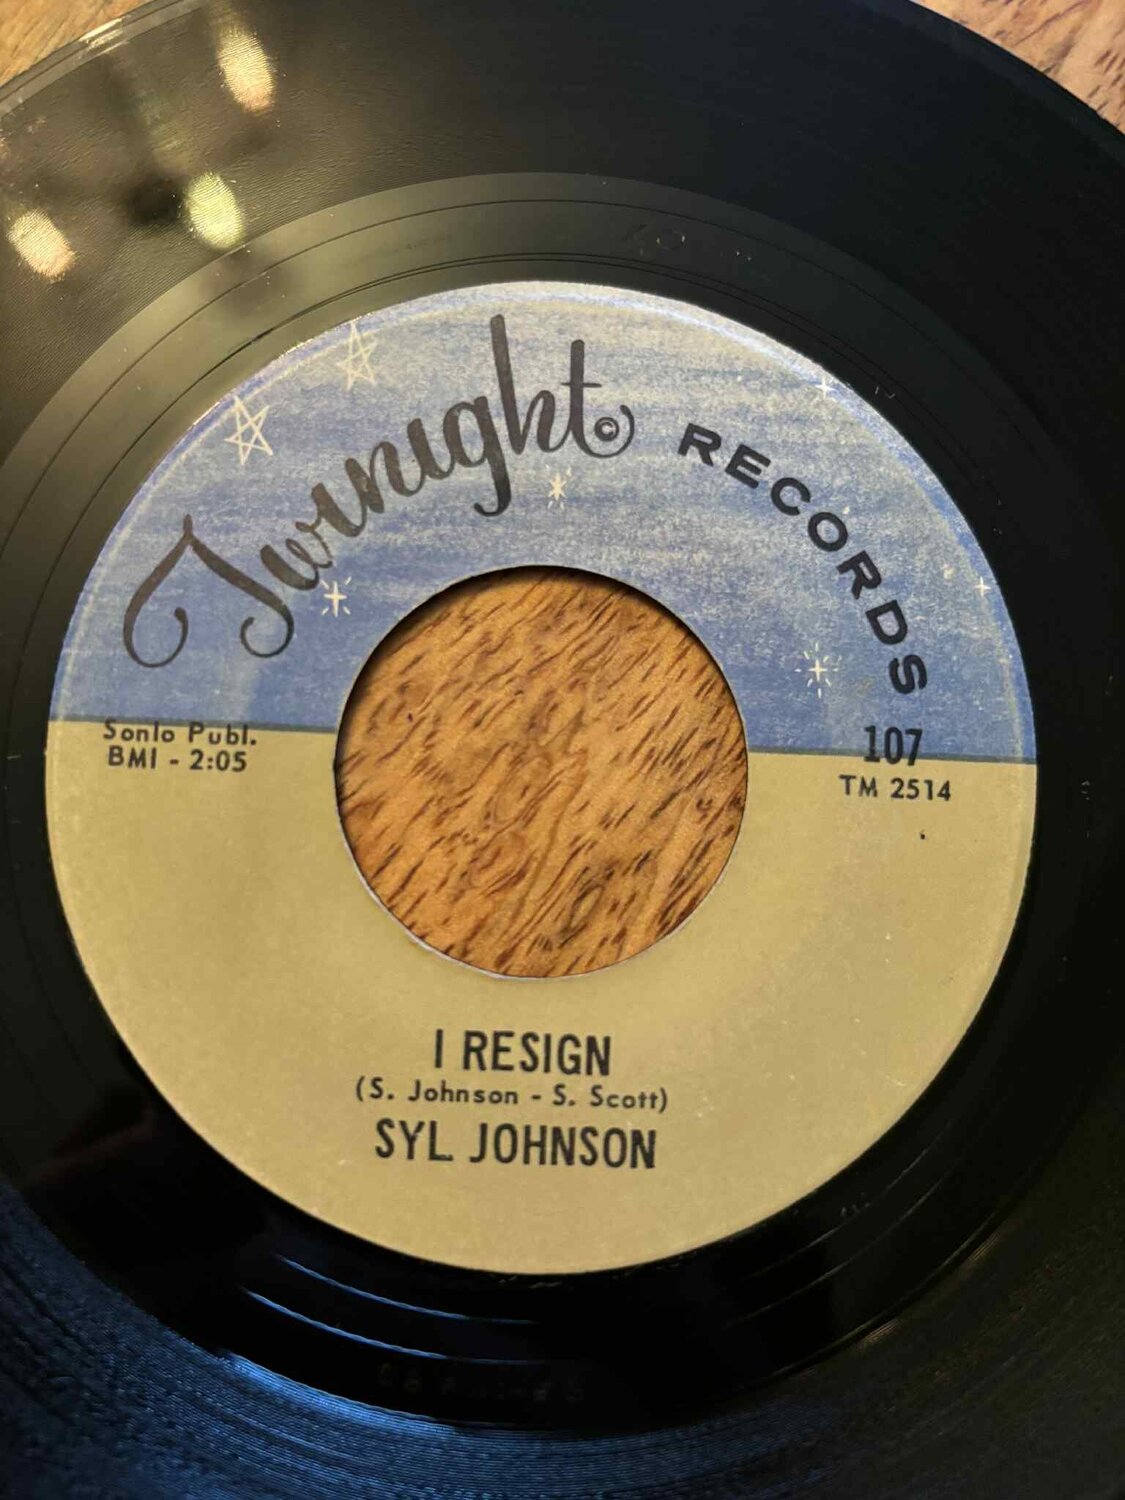 Twinight ©
RECORDS
Sonlo Publ.
BMI - 2:05
107
TM 2514
I RESIGN
(S. Johnson - S. Scott)
SYL JOHNSON